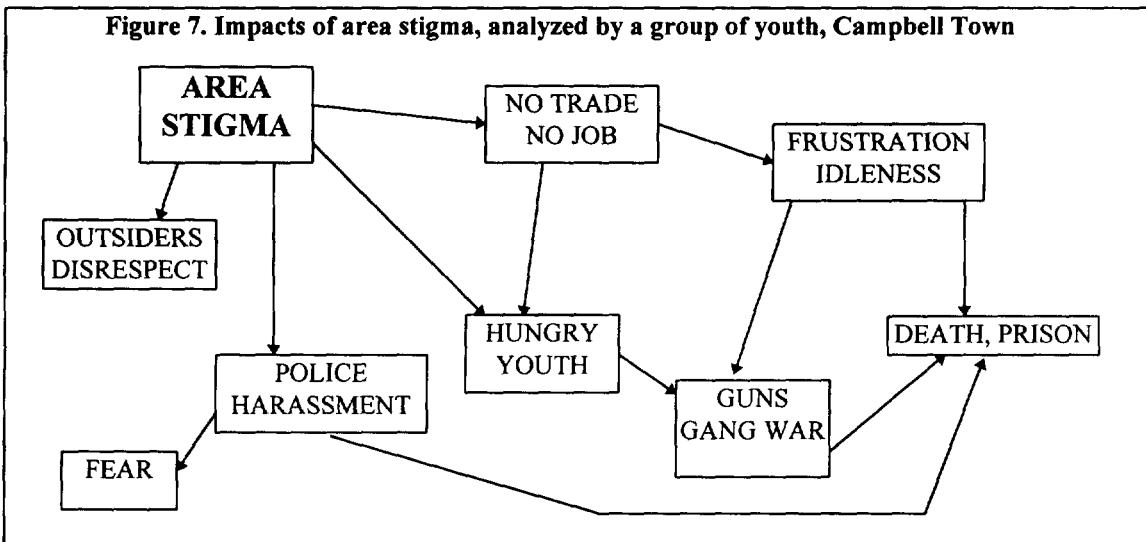 Figure 7. Impacts of area stigma, analyzed by a group of youth, Campbell Town
AREA
STIGMA
NO TRADE
NO JOB
FRUSTRATION
IDLENESS
OUTSIDERS
DISRESPECT
HUNGRY
YOUTH
DEATH, PRISON
POLICE
HARASSMENT
GUNS
GANG WAR
FEAR